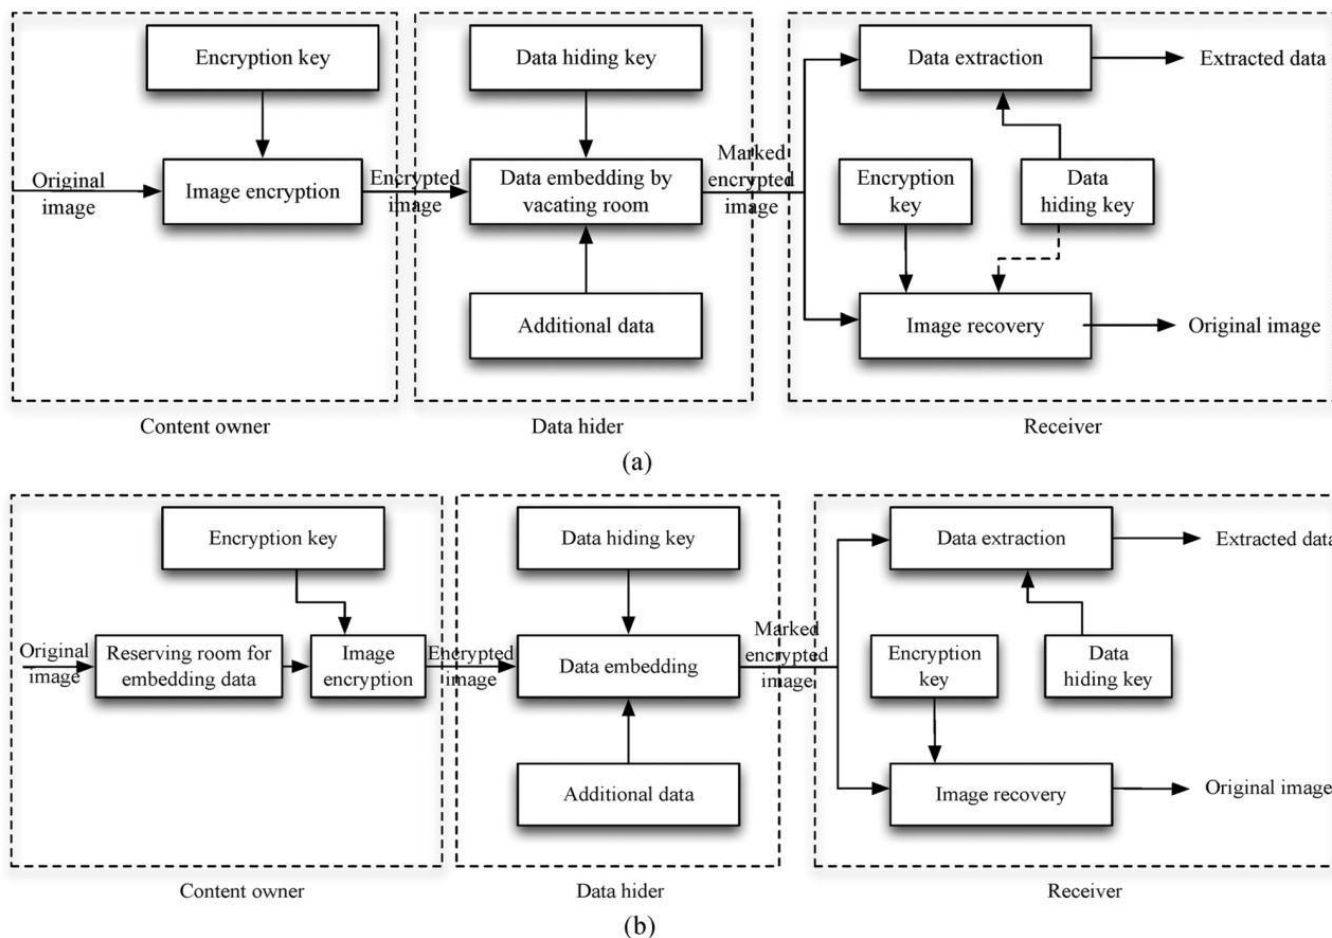 Encryption key
Data hiding key
Data extraction
Extracted data
Original
image
Image encryption
Encrypted
image
Data embedding by
vacating room
Marked
encrypted
image
Encryption
key
Data
hiding key
Additional data
Image recovery
Original image
Content owner
Data hider
Receiver
(a)
Encryption key
Data hiding key
Data extraction
Extracted data
Original
image
Reserving room for
embedding data
Image
encryption
Encrypted
image
Data embedding
Marked
encrypted
image
Encryption
key
Data
hiding key
Additional data
Image recovery
Original image
Content owner
Data hider
Receiver
(b)